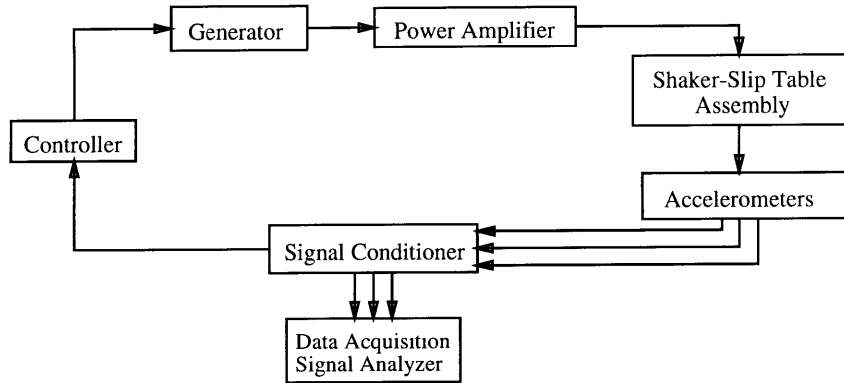 Generator
Power Amplifier
Shaker-Slip Table
Assembly
Controller
Accelerometers
Signal Conditioner
Data Acquisition
Signal Analyzer